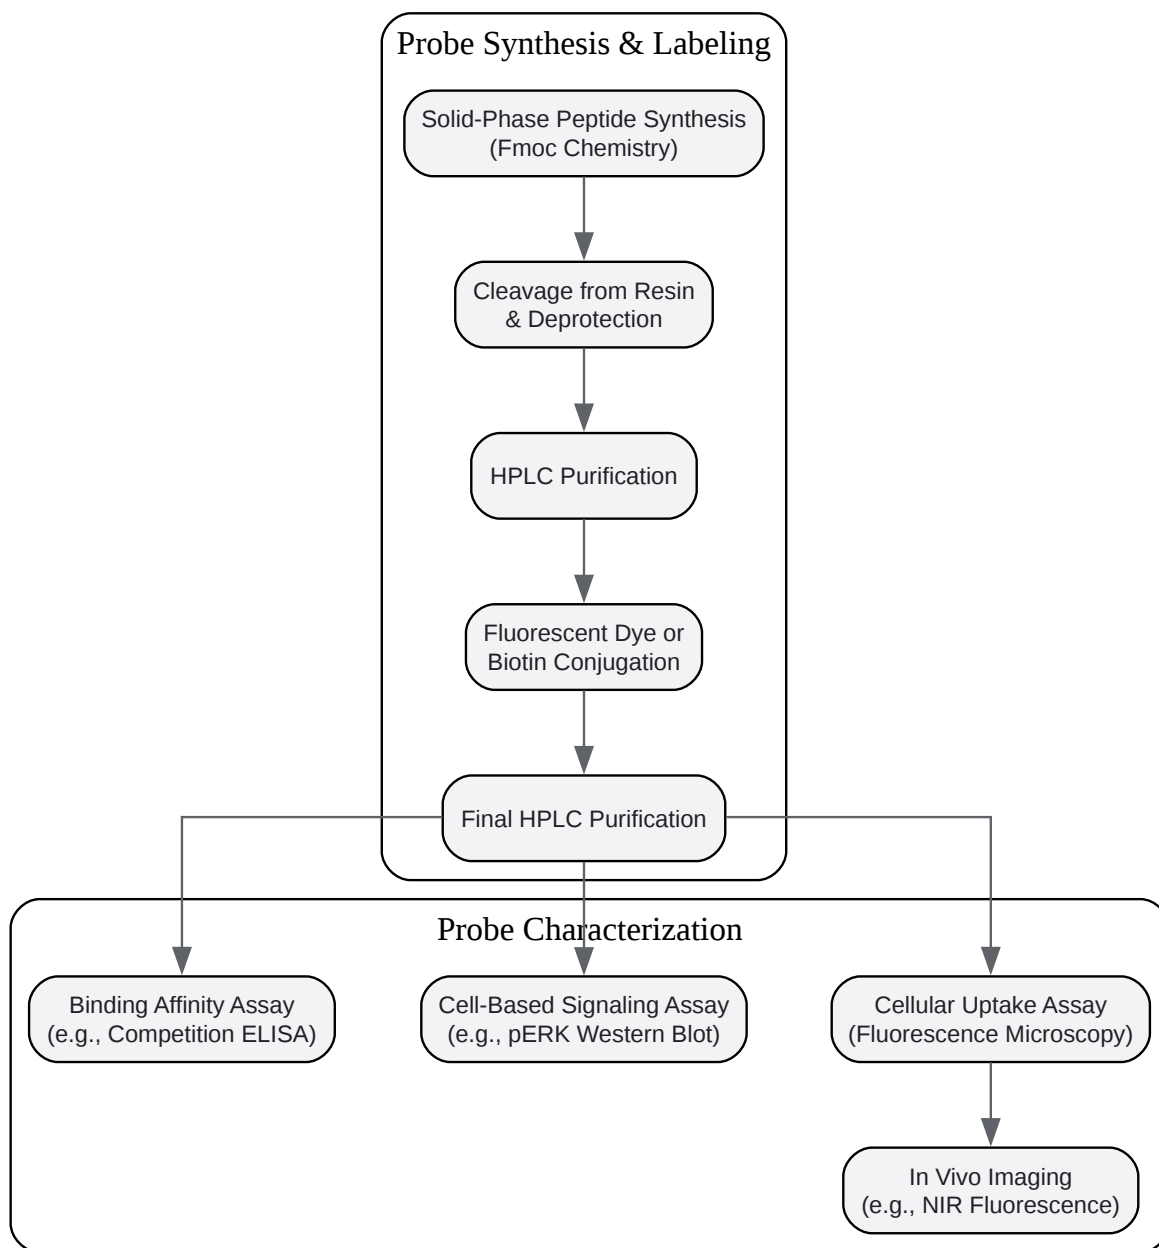 Probe Synthesis & Labeling
Solid-Phase Peptide Synthesis
(Fmoc Chemistry)
Cleavage from Resin
& Deprotection
HPLC Purification
Fluorescent Dye or
Biotin Conjugation
Final HPLC Purification
Probe Characterization
Binding Affinity Assay
(e.g., Competition ELISA)
Cell-Based Signaling Assay
(e.g., pERK Western Blot)
Cellular Uptake Assay
(Fluorescence Microscopy)
In Vivo Imaging
(e.g., NIR Fluorescence)